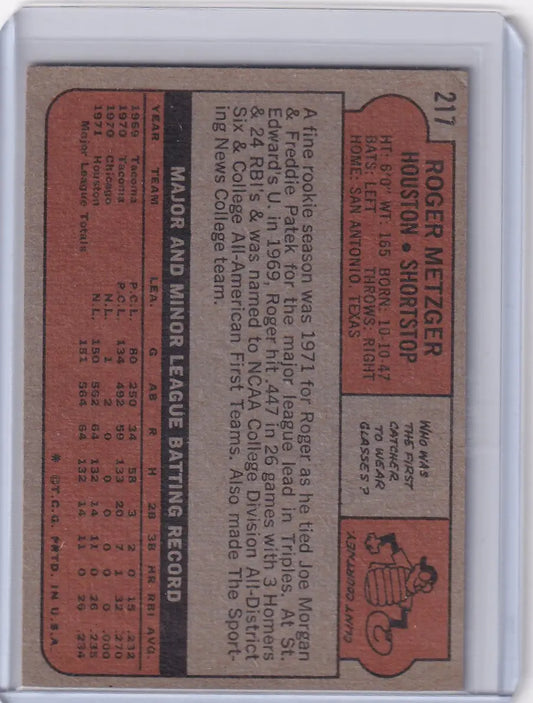 217
ROGER METZGER
HOUSTON • SHORTSTOP
HT: 6'0" WT: 165 BORN: 10-10-47
BATS: LEFT THROWS: RIGHT
HOME: SAN ANTONIO TEXAS
WHO WAS
THE FIRST
CATCHER
TO WEAR
GLASSES?
CLINT COURTNEY
A fine rookie season was 1971 for Roger as he tied Joe Morgan
& Freddie Patek for the major league lead in Triples. At St.
Edward's U. in 1969, Roger hit .447 in 26 games with 3 Homers
& 24 RBI's & was named to NCAA College Division All-District
Six & College All-American First Teams. Also made The Sport-
ing News College team.
MAJOR AND MINOR LEAGUE BATTING RECORD
YEAR TEAM LEA. G AB R H 2B 3B HR. RBI AVG.
1969 Tacoma P.C.L. 80 250 34 58 3 2 0 15 .232
1970 Tacoma P.C.L. 134 492 59 133 20 7 1 32 .270
1970 Chicago N.L. 1 2 0 0 0 0 0 0 .000
1971 Houston N.L. 150 562 64 132 14 11 0 26 .235
Major League Totals 151 564 64 132 14 11 0 26 .234
* ©T.C.G. PRTD. IN U.S.A.